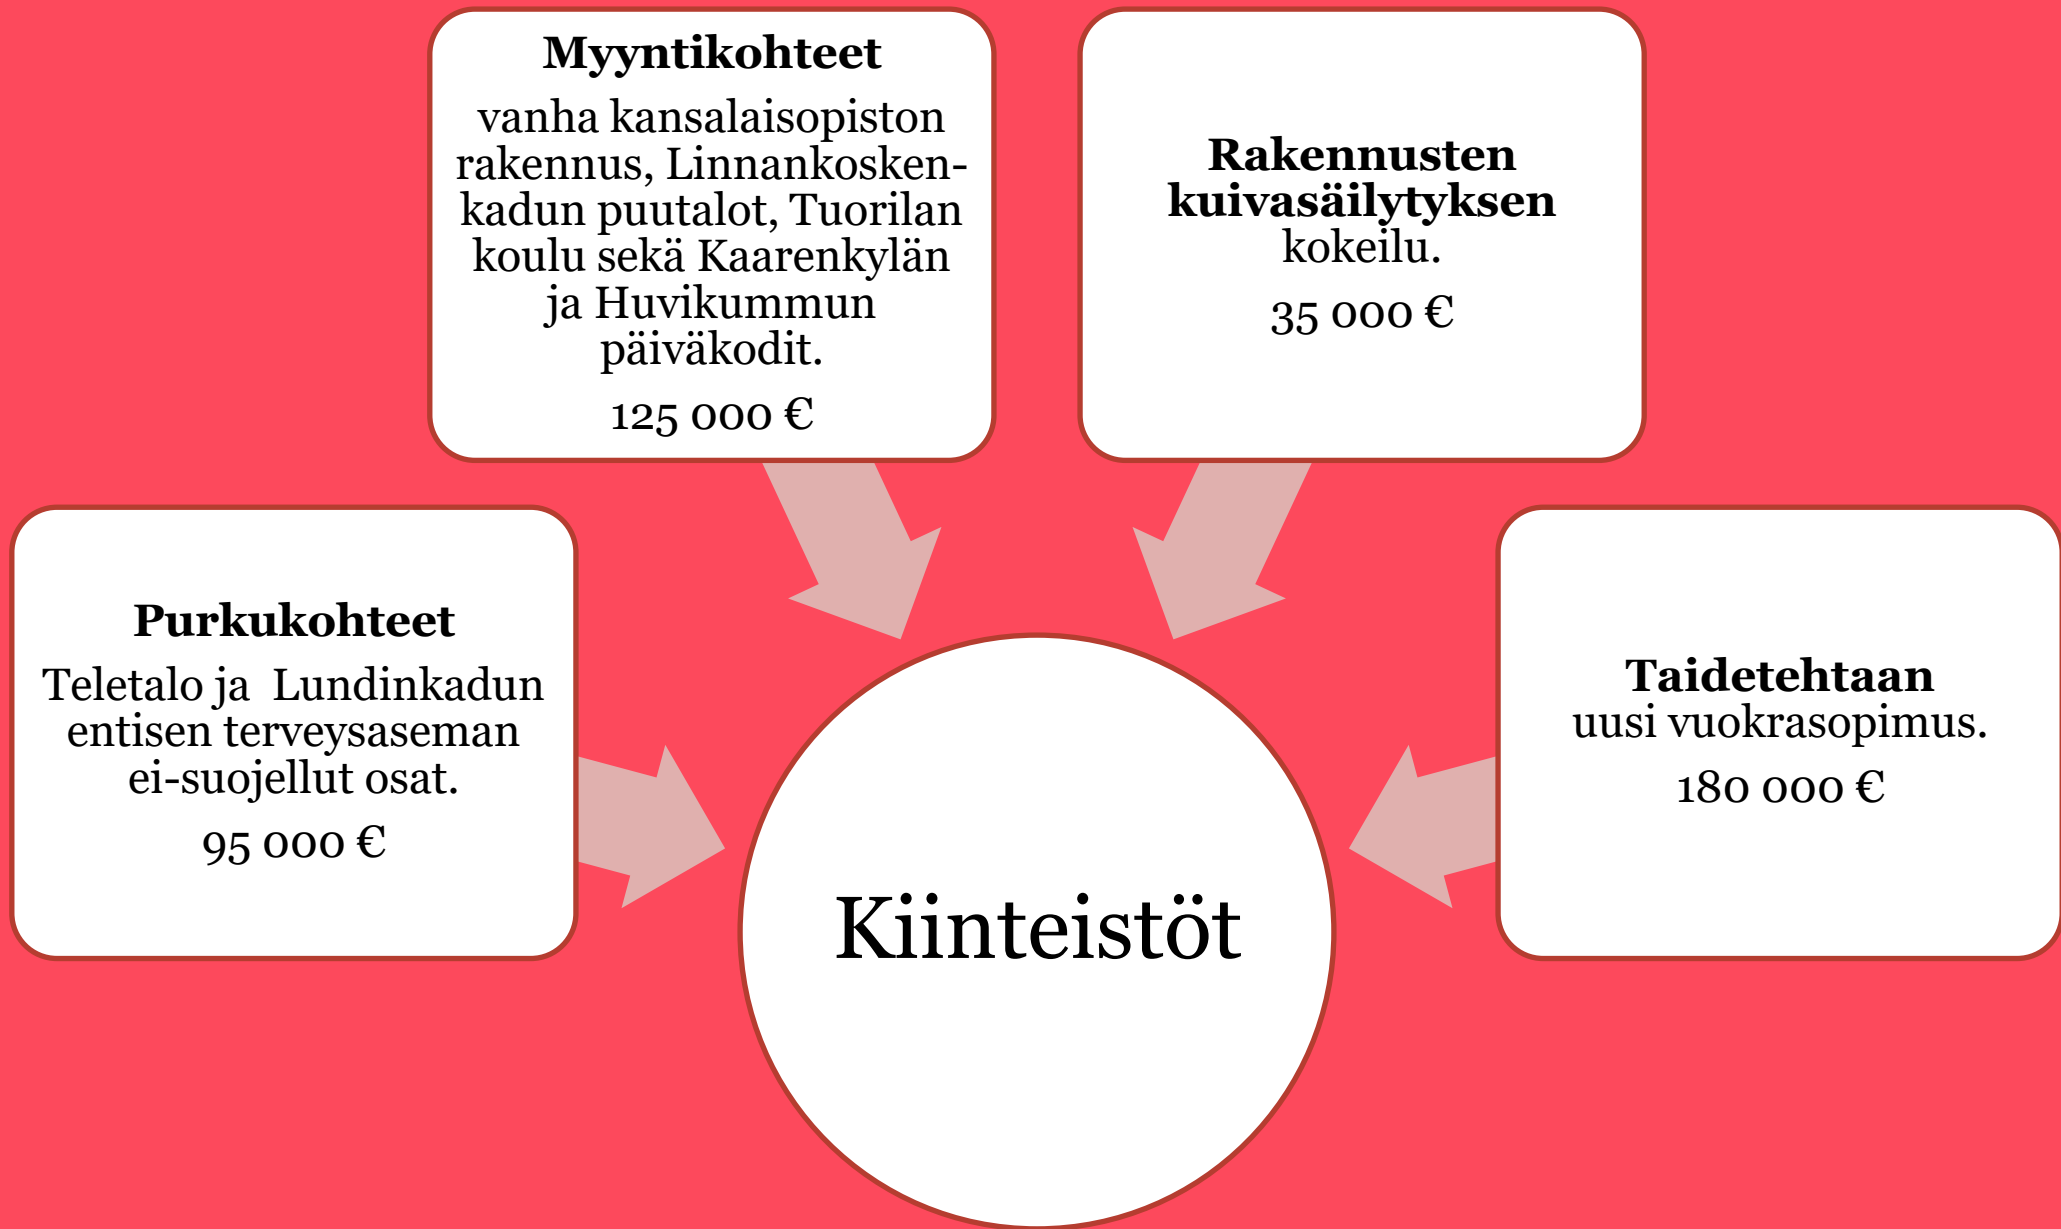 Myyntikohteet
vanha kansalaisopiston
rakennus, Linnankosken-
kadun puutalot, Tuorilan
koulu sekä Kaarenkylän
ja Huvikummun
päiväkodit.
125 000 €
Rakennusten
kuivasäilytyksen
kokeilu.
35 000 €
Purkukohteet
Teletalo ja  Lundinkadun
entisen terveysaseman
ei-suojellut osat.
95 000 €
Taidetehtaan
uusi vuokrasopimus.
180 000 €
Kiinteistöt